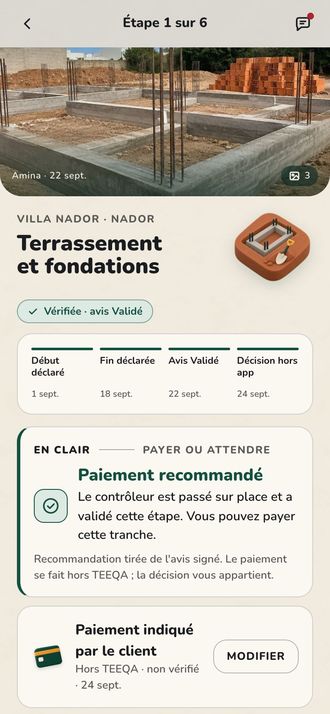 Étape 1 sur 6
Amina · 22 sept.
3
VILLA NADOR · NADOR
Terrassement
et fondations
Vérifiée · avis Validé
Début
déclaré
1 sept.
Fin déclarée
18 sept.
Avis Validé
22 sept.
Décision hors
app
24 sept.
EN CLAIR
PAYER OU ATTENDRE
Paiement recommandé
Le contrôleur est passé sur place et a
validé cette étape. Vous pouvez payer
cette tranche.
Recommandation tirée de l'avis signé. Le paiement
se fait hors TEEQA ; la décision vous appartient.
Paiement indiqué
par le client
Hors TEEQA · non vérifié
· 24 sept.
MODIFIER